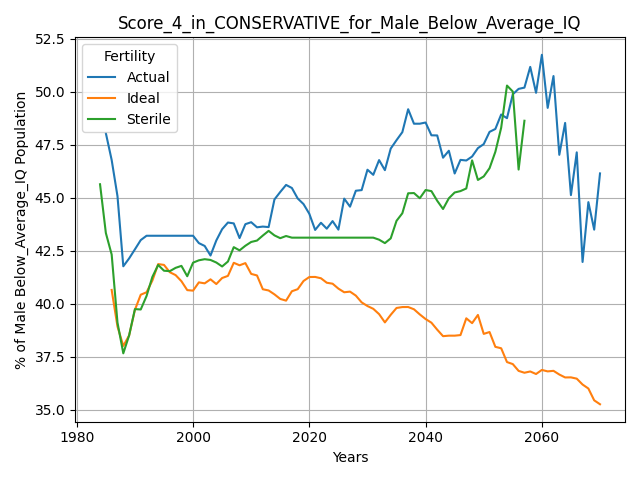 Score_4_in_CONSERVATIVE_for_Male_Below_Average_IQ
52.5
50.0
47.5
45.0
42.5
40.0
37.5
35.0
% of Male Below_Average_IQ Population
Fertility
Actual
Ideal
Sterile
1980
2000
2020
2040
2060
Years